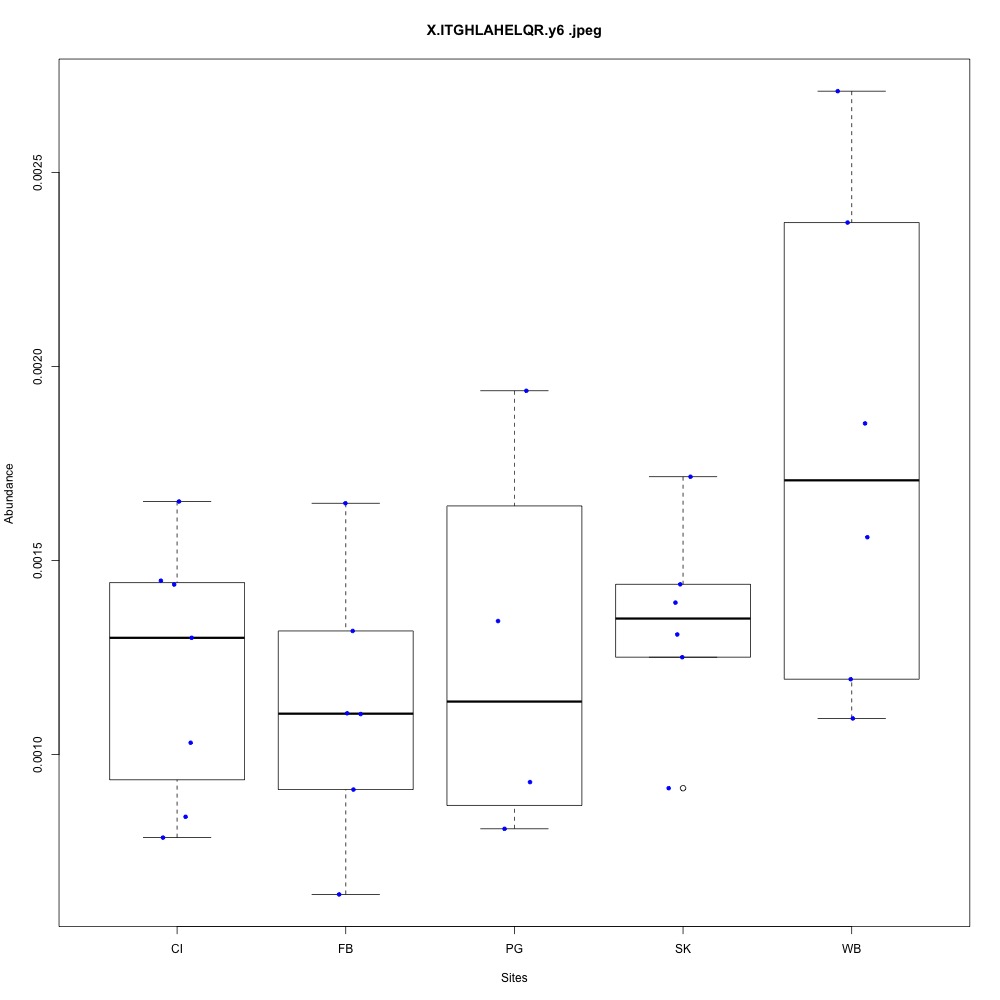 X.ITGHLAHELQR.y6 .jpeg
Abundance
0.0025
0.0020
0.0015
0.0010
CI FB PG SK WB
Sites